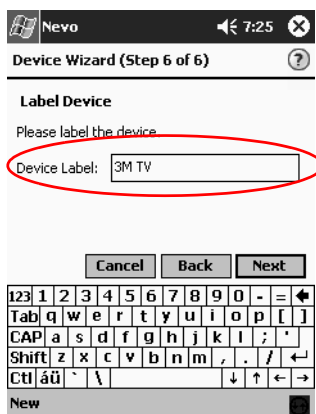 Nevo 7:25
Device Wizard (Step 6 of 6) ?
Label Device
Please label the device
Device Label: 3M TV
Cancel Back Next
123 1 2 3 4 5 6 7 8 9 0 - = ←
Tab q w e r t y u i o p [ ]
CAP a s d f g h j k l ; '
Shift z x c v b n m , . / ↵
Ctl áü ` \ ↓ ↑ ← →
New